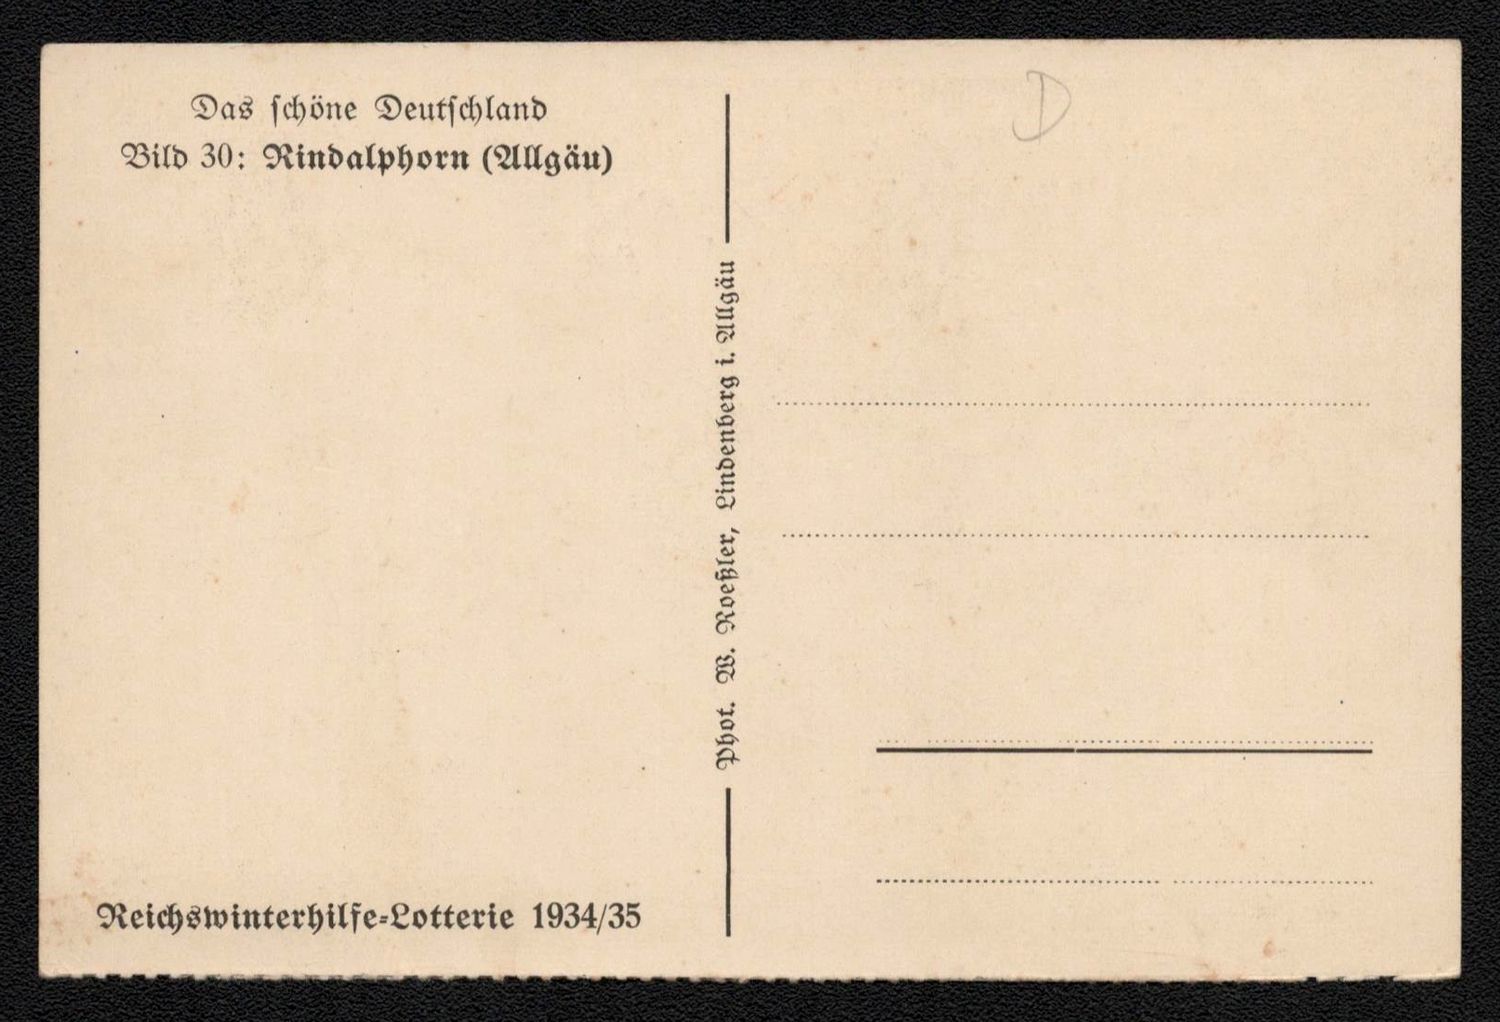 Das schöne Deutschland
Bild 30: Rindalphorn (Allgäu)
Reichswinterhilfe-Lotterie 1934/35
Phot. W. Roeßler, Lindenberg i. Allgäu
D